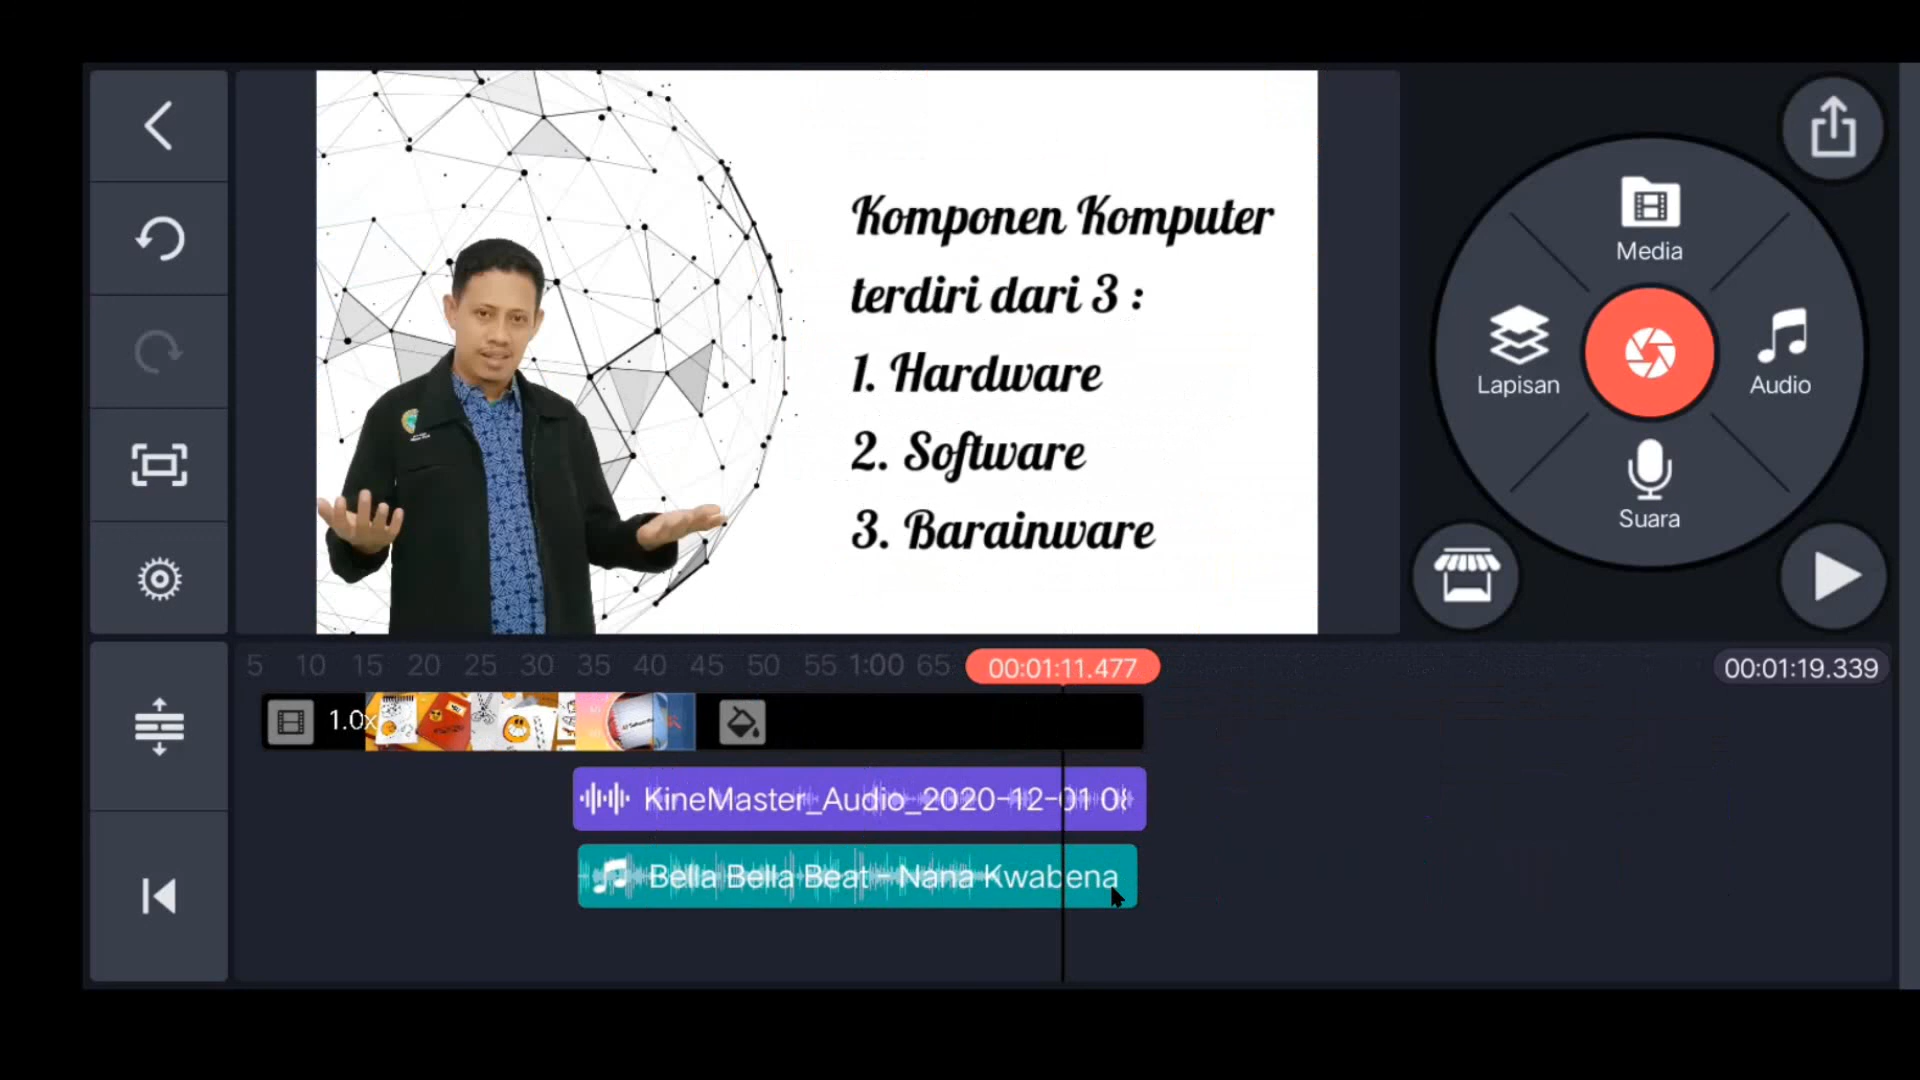 Komponen Komputer
terdiri dari 3 :
1. Hardware
2. Software
3. Barainware
Media
Lapisan
Audio
Suara
5 10 15 20 25 30 35 40 45 50 55 1:00 65
00:01:11.477
00:01:19.339
1.0x
KineMaster_Audio_2020-12-01 08
Bella Bella Beat - Nana Kwabena